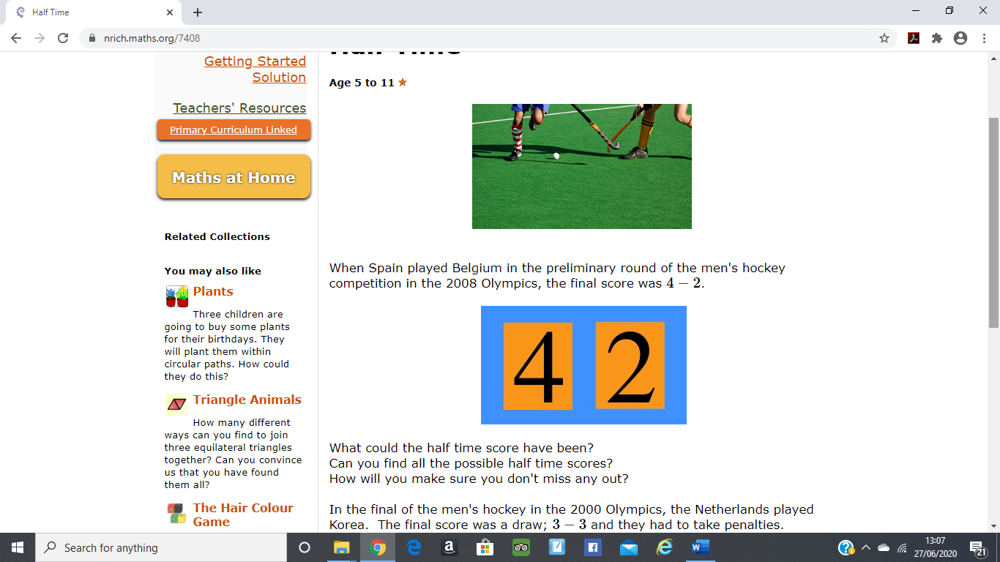 Half Time
nrich.maths.org/7408
Getting Started
Solution
Teachers' Resources
Primary Curriculum Linked
Maths at Home
Related Collections
You may also like
Plants
Three children are
going to buy some plants
for their birthdays. They
will plant them within
circular paths. How could
they do this?
Triangle Animals
How many different
ways can you find to join
three equilateral triangles
together? Can you convince
us that you have found
them all?
The Hair Colour
Game
Half Time
Age 5 to 11
When Spain played Belgium in the preliminary round of the men's hockey
competition in the 2008 Olympics, the final score was 4 − 2.
4 2
What could the half time score have been?
Can you find all the possible half time scores?
How will you make sure you don't miss any out?
In the final of the men's hockey in the 2000 Olympics, the Netherlands played
Korea. The final score was a draw; 3 − 3 and they had to take penalties.
Search for anything
13:07
27/06/2020
21